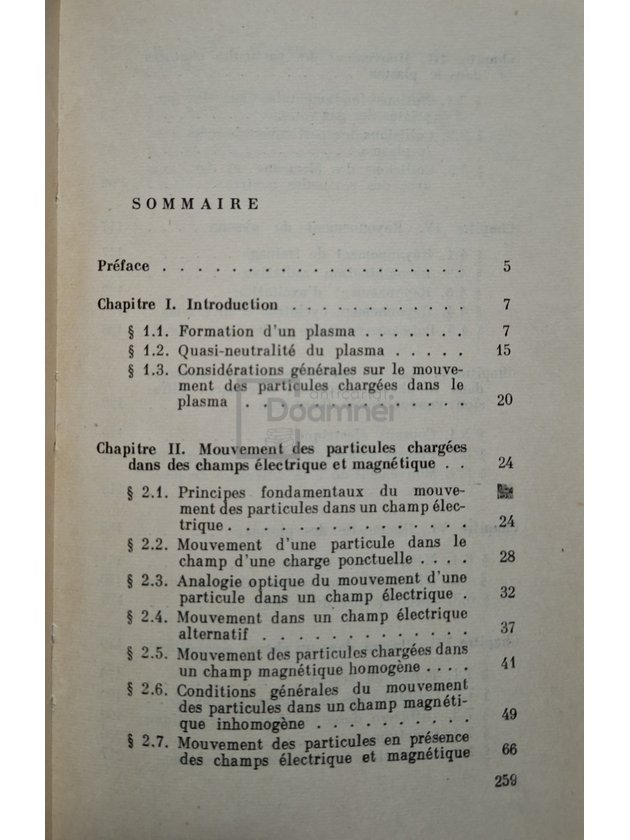 SOMMAIRE
Préface . . . . . . . . . . . . . . . . . . 5
Chapitre I. Introduction . . . . . . . . . . . 7
§ 1.1. Formation d'un plasma . . . . . . . 7
§ 1.2. Quasi-neutralité du plasma . . . . . 15
§ 1.3. Considérations générales sur le mouve-
ment des particules chargées dans le
plasma . . . . . . . . . . . . . . 20
anticariat
Doamnei
Chapitre II. Mouvement des particules chargées
dans des champs électrique et magnétique . . 24
§ 2.1. Principes fondamentaux du mouve-
ment des particules dans un champ élec-
trique . . . . . . . . . . . . . . . 24
§ 2.2. Mouvement d'une particule dans le
champ d'une charge ponctuelle . . . . 28
§ 2.3. Analogie optique du mouvement d'une
particule dans un champ électrique . 32
§ 2.4. Mouvement dans un champ électrique
alternatif . . . . . . . . . . . . . 37
§ 2.5. Mouvement des particules chargées dans
un champ magnétique homogène . . . . 41
§ 2.6. Conditions générales du mouvement
des particules dans un champ magnéti-
que inhomogène . . . . . . . . . . 49
§ 2.7. Mouvement des particules en présence
des champs électrique et magnétique 66
259